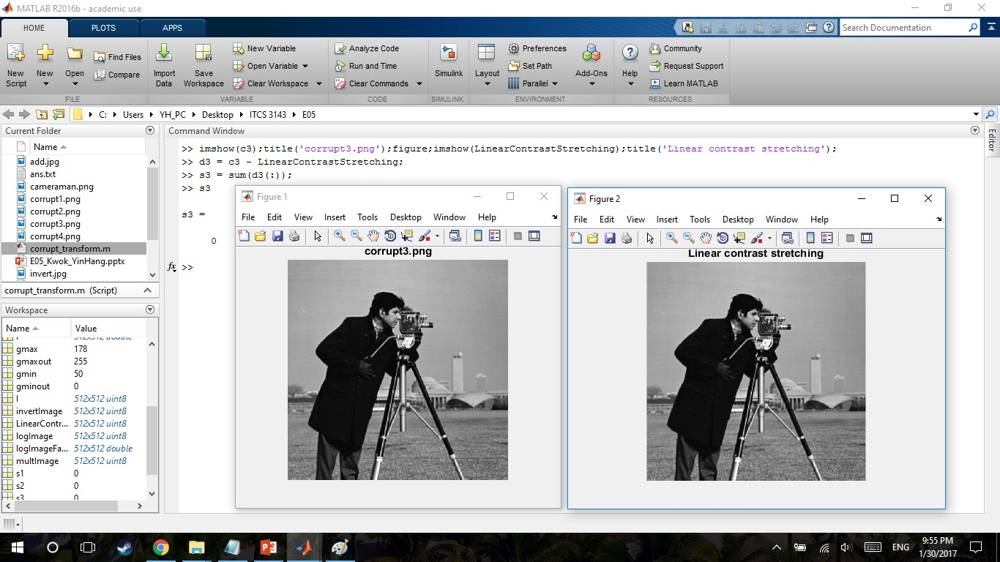 MATLAB R2016b - academic use
HOME PLOTS APPS
Search Documentation
New Script
New
Open
Find Files
Compare
FILE
Import Data
Save Workspace
New Variable
Open Variable
Clear Workspace
VARIABLE
Analyze Code
Run and Time
Clear Commands
CODE
Simulink
SIMULINK
Layout
Preferences
Set Path
Parallel
Add-Ons
ENVIRONMENT
Help
Community
Request Support
Learn MATLAB
RESOURCES
C: Users YH_PC Desktop ITCS 3143 E05
Current Folder
Name
add.jpg
ans.txt
cameraman.png
corrupt1.png
corrupt2.png
corrupt3.png
corrupt4.png
corrupt_transform.m
E05_Kwok_YinHang.pptx
invert.jpg
corrupt_transform.m (Script)
Workspace
Name Value
512x512 double
gmax 178
gmaxout 255
gmin 50
gminout 0
I 512x512 uint8
invertImage 512x512 uint8
LinearContr... 512x512 uint8
logImage 512x512 uint8
logImageFa... 512x512 double
multImage 512x512 uint8
s1 0
s2 0
s3 0
Command Window
>> imshow(c3);title('corrupt3.png');figure;imshow(LinearContrastStretching);title('Linear contrast stretching');
>> d3 = c3 - LinearContrastStretching;
>> s3 = sum(d3(:));
>> s3
s3 =
0
fx >>
Editor
Figure 1
File Edit View Insert Tools Desktop Window Help
corrupt3.png
Figure 2
File Edit View Insert Tools Desktop Window Help
Linear contrast stretching
ENG
9:55 PM
1/30/2017